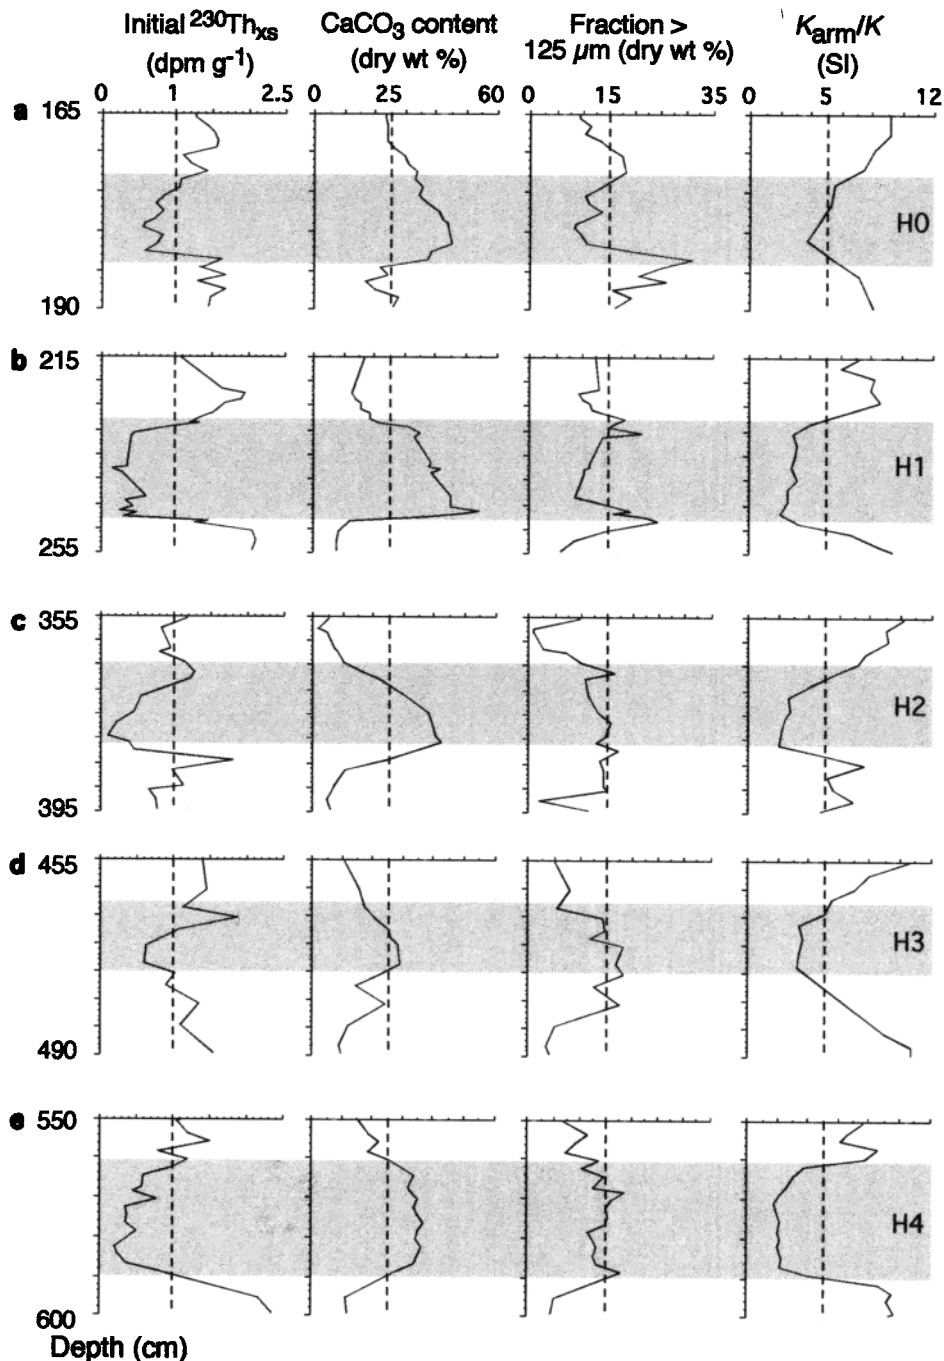 Initial ²³⁰Thxs CaCO₃ content Fraction > Karm/K
(dpm g⁻¹) (dry wt %) 125 µm (dry wt %) (SI)
0 1 2.5 0 25 60 0 15 35 0 5 12
a 165
H0
190
b 215
H1
255
c 355
H2
395
d 455
H3
490
e 550
H4
600
Depth (cm)